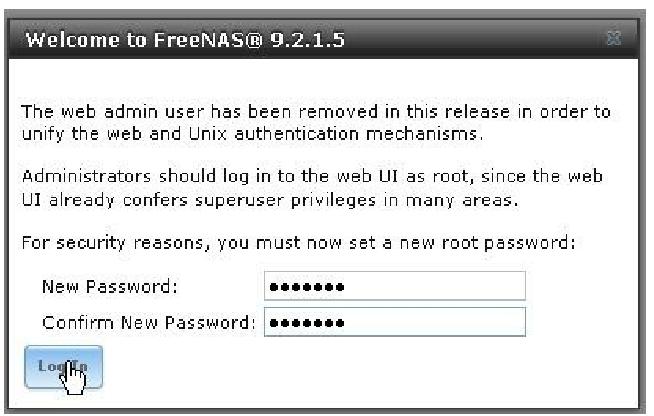 Welcome to FreeNAS® 9.2.1.5
The web admin user has been removed in this release in order to
unify the web and Unix authentication mechanisms.
Administrators should log in to the web UI as root, since the web
UI already confers superuser privileges in many areas.
For security reasons, you must now set a new root password:
New Password: •••••••
Confirm New Password: •••••••
Log In